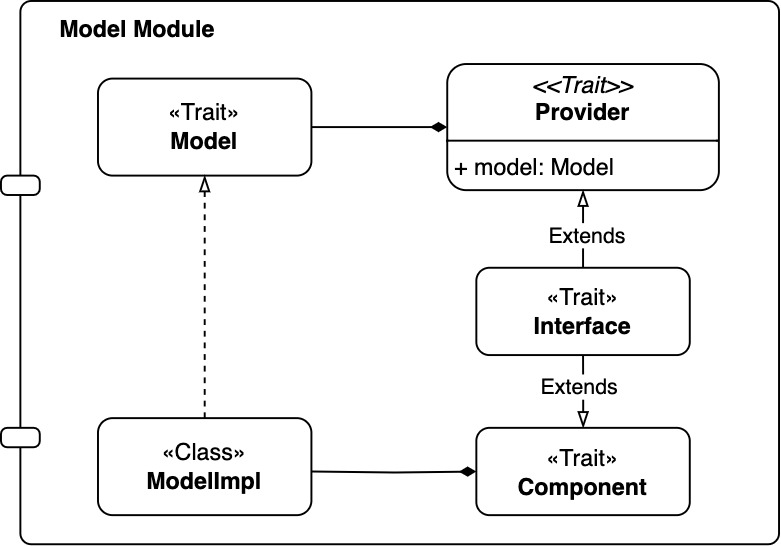 Model Module
«Trait»
Model
<<Trait>>
Provider
+ model: Model
Extends
«Trait»
Interface
Extends
«Class»
ModelImpl
«Trait»
Component